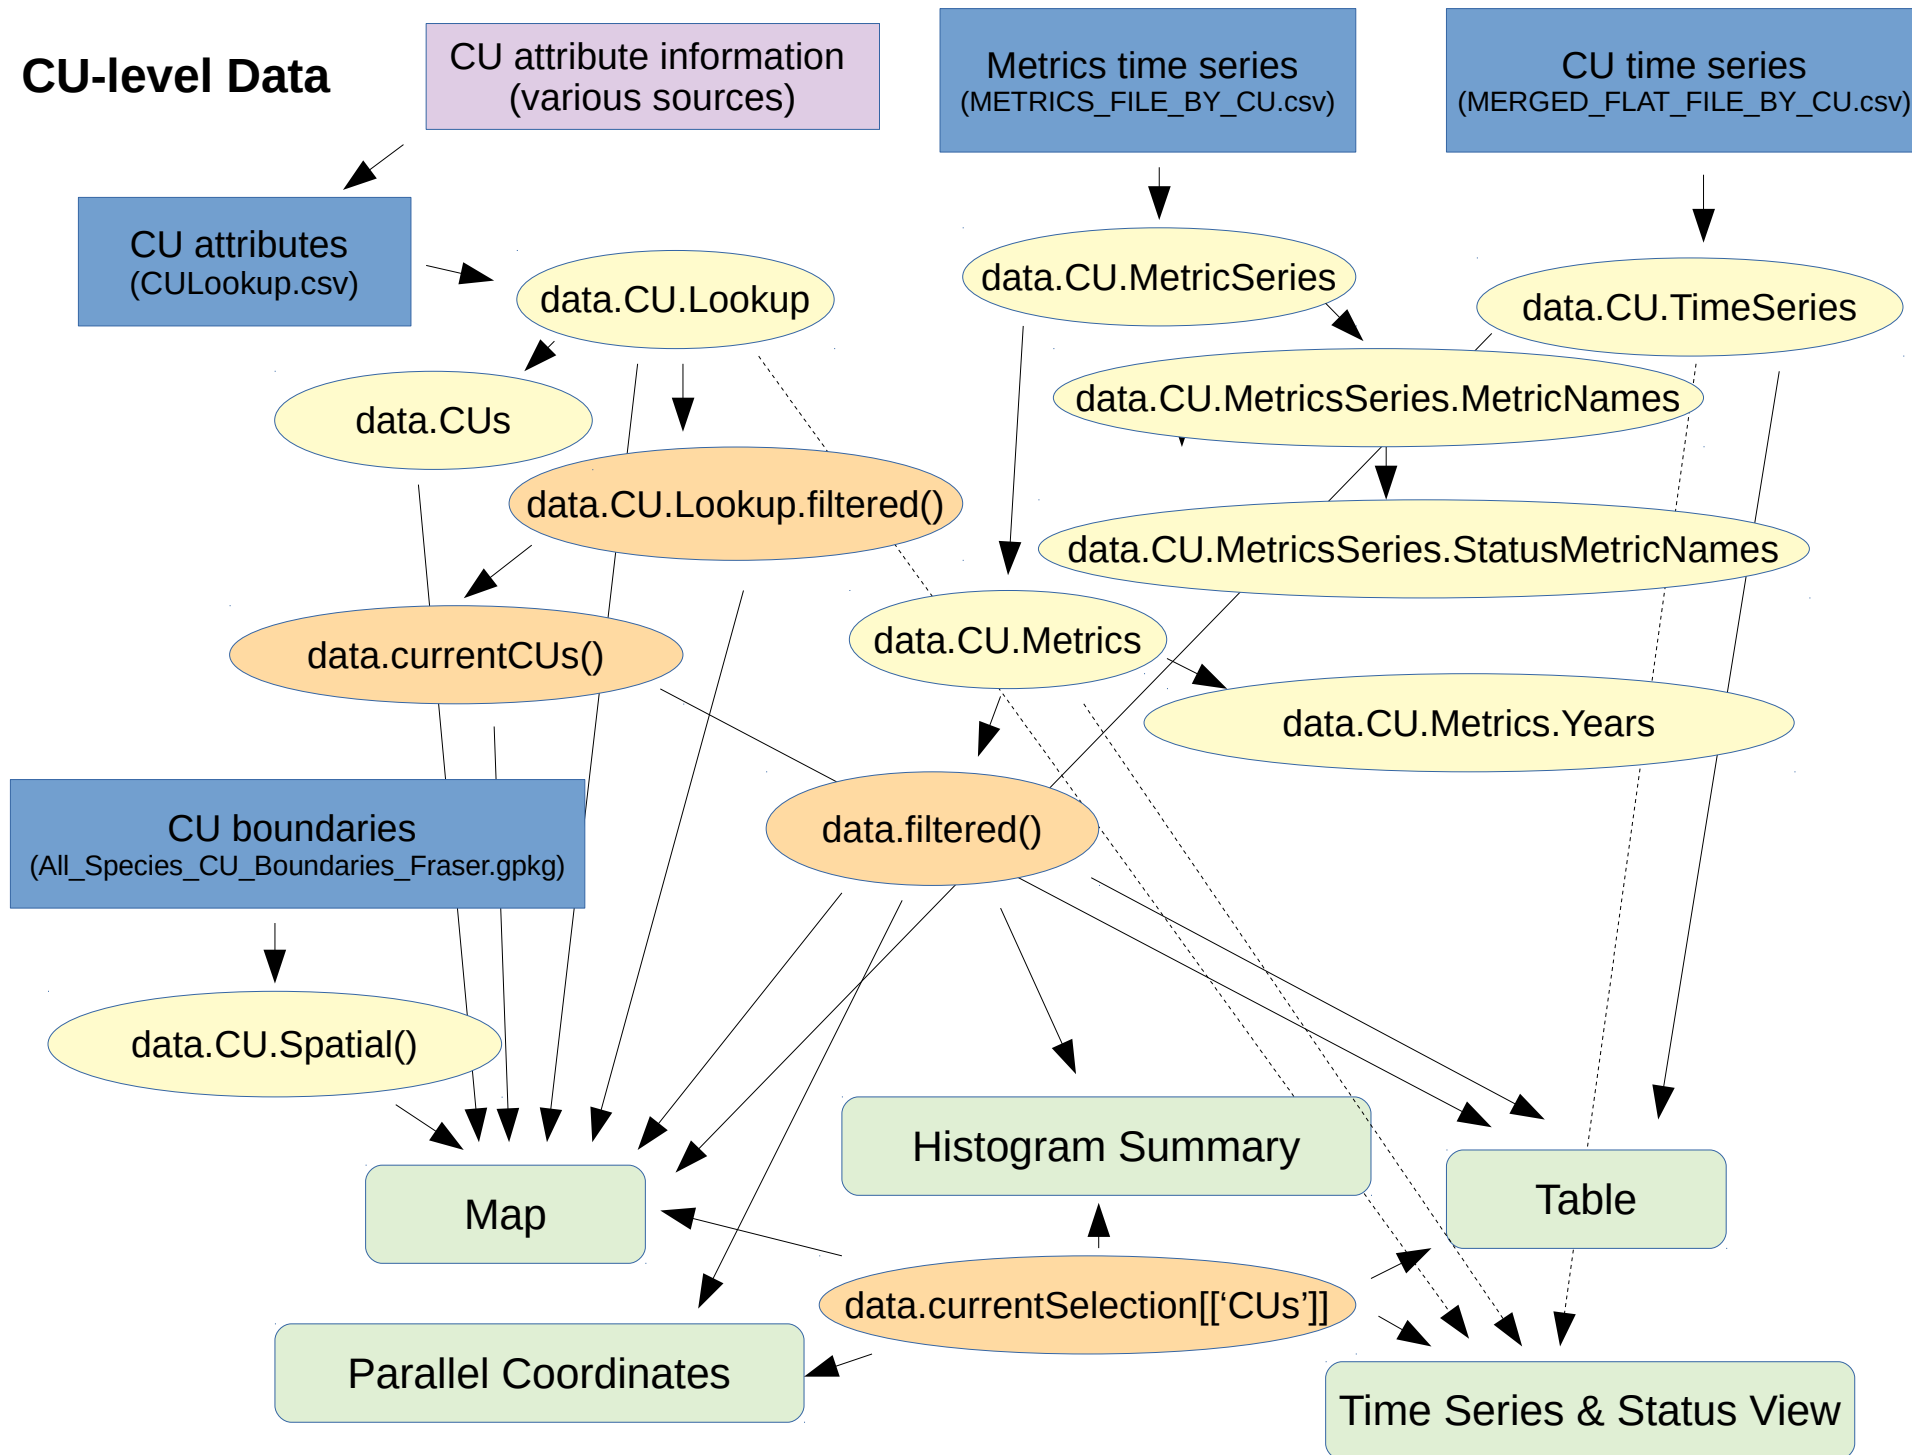 CU-level Data
CU attribute information
(various sources)
Metrics time series
(METRICS_FILE_BY_CU.csv)
CU time series
(MERGED_FLAT_FILE_BY_CU.csv)
CU attributes
(CULookup.csv)
data.CU.Lookup
data.CU.MetricSeries
data.CU.TimeSeries
data.CUs
data.CU.MetricsSeries.MetricNames
data.CU.Lookup.filtered()
data.CU.MetricsSeries.StatusMetricNames
data.currentCUs()
data.CU.Metrics
data.CU.Metrics.Years
CU boundaries
(All_Species_CU_Boundaries_Fraser.gpkg)
data.filtered()
data.CU.Spatial()
Histogram Summary
Map
Table
data.currentSelection[[‘CUs’]]
Parallel Coordinates
Time Series & Status View